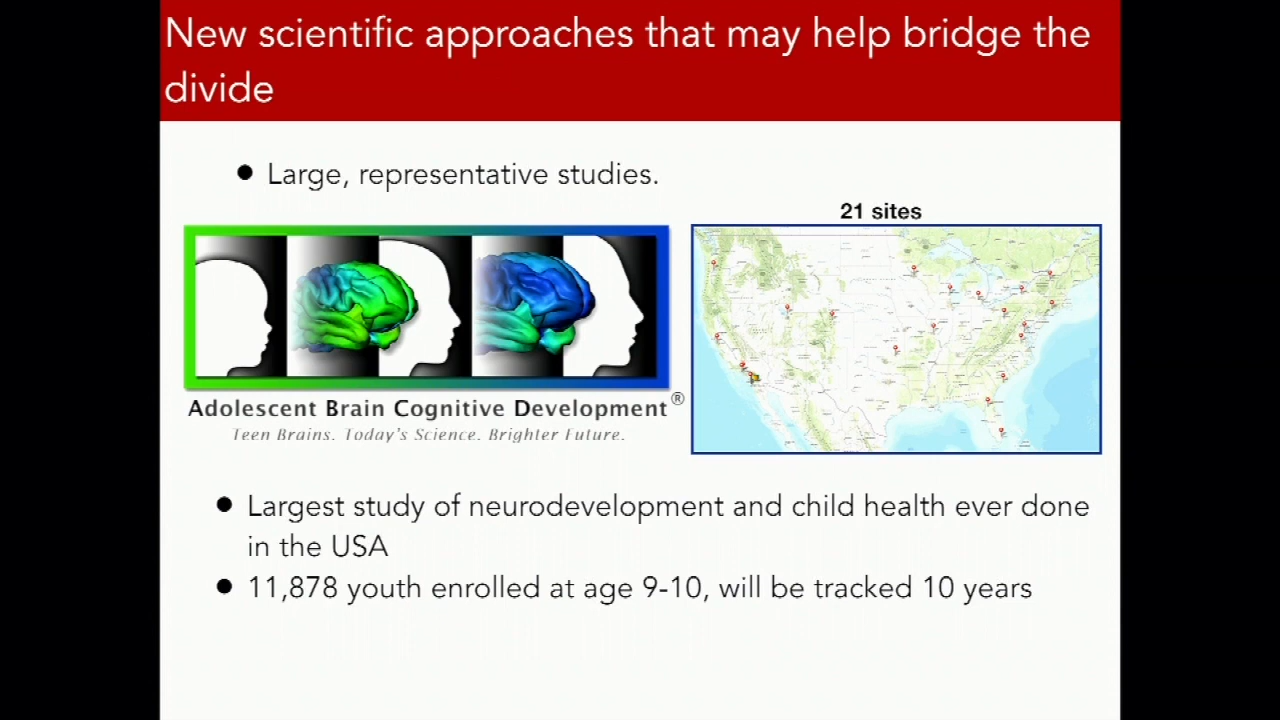 New scientific approaches that may help bridge the
divide
• Large, representative studies.
21 sites
Adolescent Brain Cognitive Development®
Teen Brains. Today's Science. Brighter Future.
• Largest study of neurodevelopment and child health ever done
in the USA
• 11,878 youth enrolled at age 9-10, will be tracked 10 years